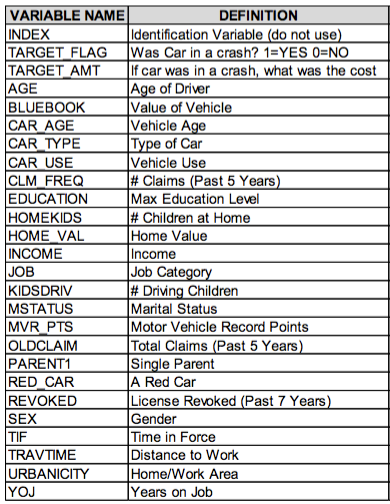 VARIABLE NAME DEFINITION
INDEX Identification Variable (do not use)
TARGET_FLAG Was Car in a crash? 1=YES 0=NO
TARGET_AMT If car was in a crash, what was the cost
AGE Age of Driver
BLUEBOOK Value of Vehicle
CAR_AGE Vehicle Age
CAR_TYPE Type of Car
CAR_USE Vehicle Use
CLM_FREQ # Claims (Past 5 Years)
EDUCATION Max Education Level
HOMEKIDS # Children at Home
HOME_VAL Home Value
INCOME Income
JOB Job Category
KIDSDRIV # Driving Children
MSTATUS Marital Status
MVR_PTS Motor Vehicle Record Points
OLDCLAIM Total Claims (Past 5 Years)
PARENT1 Single Parent
RED_CAR A Red Car
REVOKED License Revoked (Past 7 Years)
SEX Gender
TIF Time in Force
TRAVTIME Distance to Work
URBANICITY Home/Work Area
YOJ Years on Job